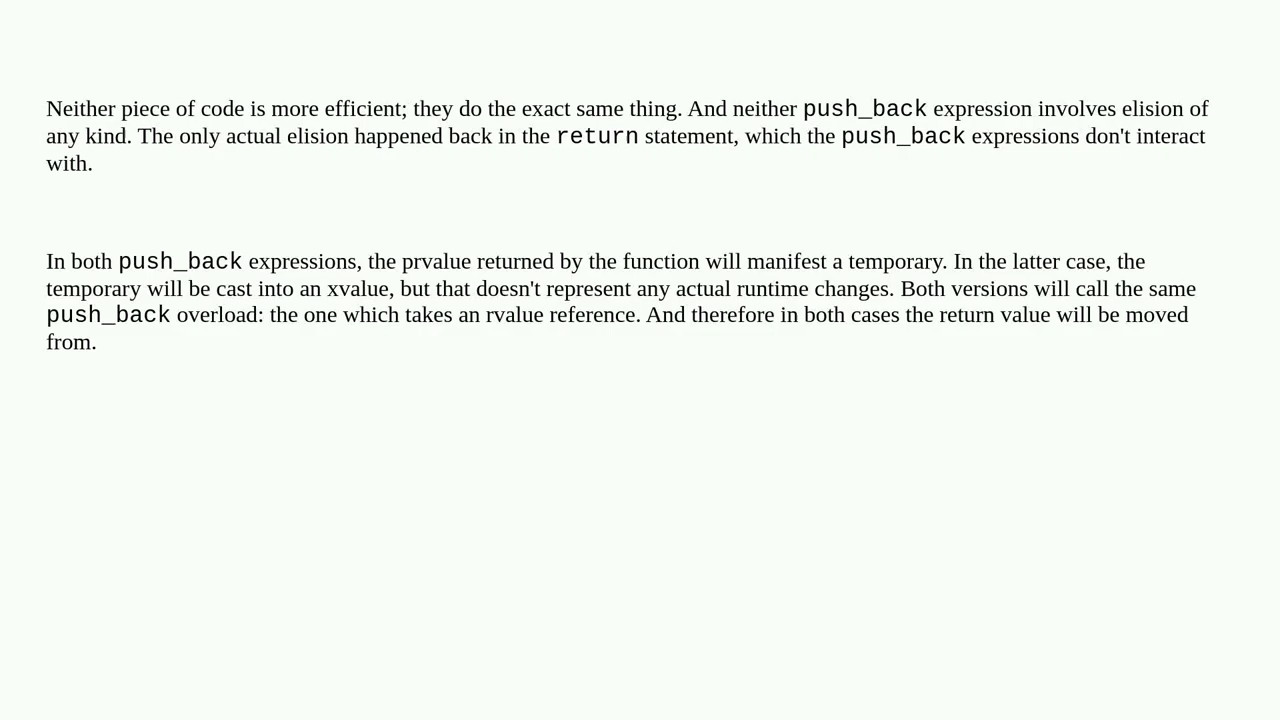 Neither piece of code is more efficient; they do the exact same thing. And neither push_back expression involves elision of
any kind. The only actual elision happened back in the return statement, which the push_back expressions don't interact
with.
In both push_back expressions, the prvalue returned by the function will manifest a temporary. In the latter case, the
temporary will be cast into an xvalue, but that doesn't represent any actual runtime changes. Both versions will call the same
push_back overload: the one which takes an rvalue reference. And therefore in both cases the return value will be moved
from.